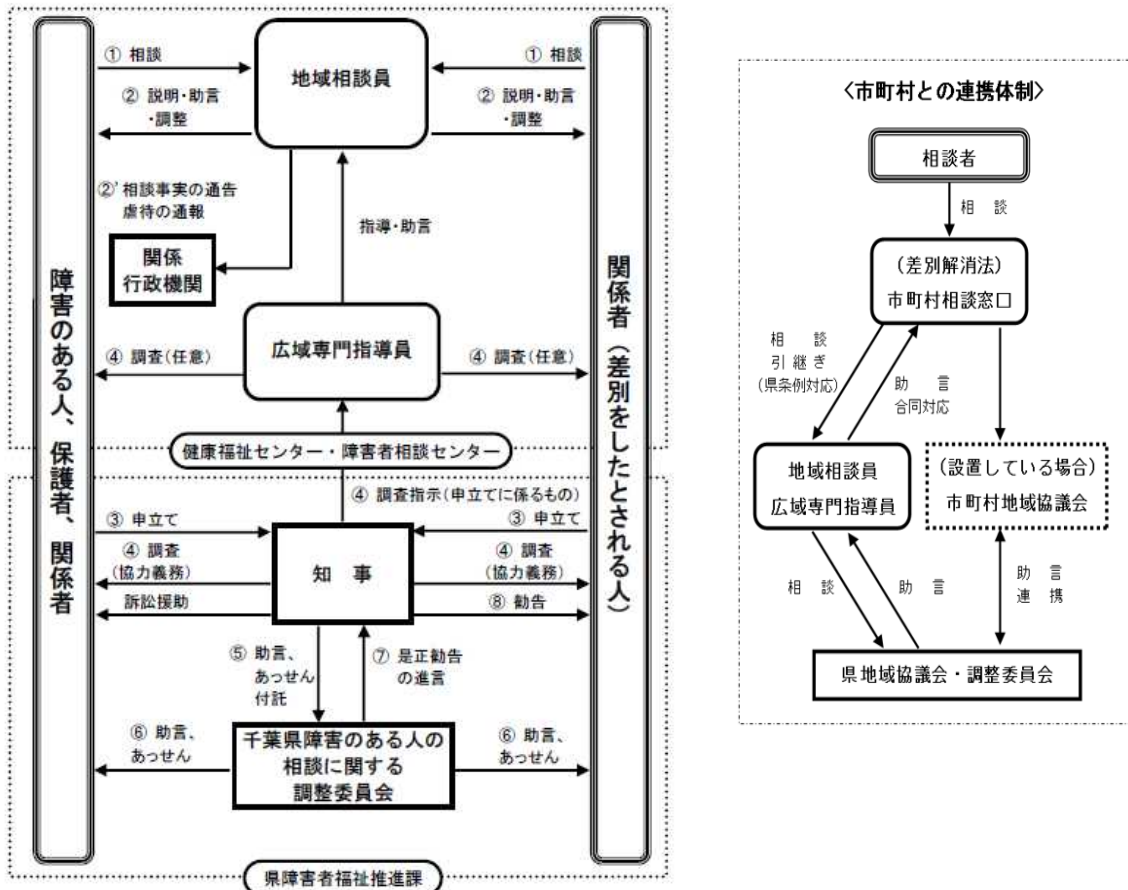 ① 相談
① 相談
地域相談員
② 説明・助言
・調整
② 説明・助言
・調整
②' 相談事実の通告
虐待の通報
指導・助言
関係
行政機関
障害のある人、保護者、関係者
関係者（差別をしたとされる人）
広域専門指導員
④ 調査（任意）
④ 調査（任意）
健康福祉センター・障害者相談センター
④ 調査指示（申立てに係るもの）
③ 申立て
③ 申立て
④ 調査
（協力義務）
知 事
④ 調査
（協力義務）
訴訟援助
⑧ 勧告
⑤ 助言、
あっせん
付託
⑦ 是正勧告
の進言
⑥ 助言、
あっせん
千葉県障害のある人の
相談に関する
調整委員会
⑥ 助言、
あっせん
県障害者福祉推進課
〈市町村との連携体制〉
相談者
相 談
（差別解消法）
市町村相談窓口
相 談
引継ぎ
（県条例対応）
助 言
合同対応
地域相談員
広域専門指導員
（設置している場合）
市町村地域協議会
相 談
助 言
助 言
連 携
県地域協議会・調整委員会